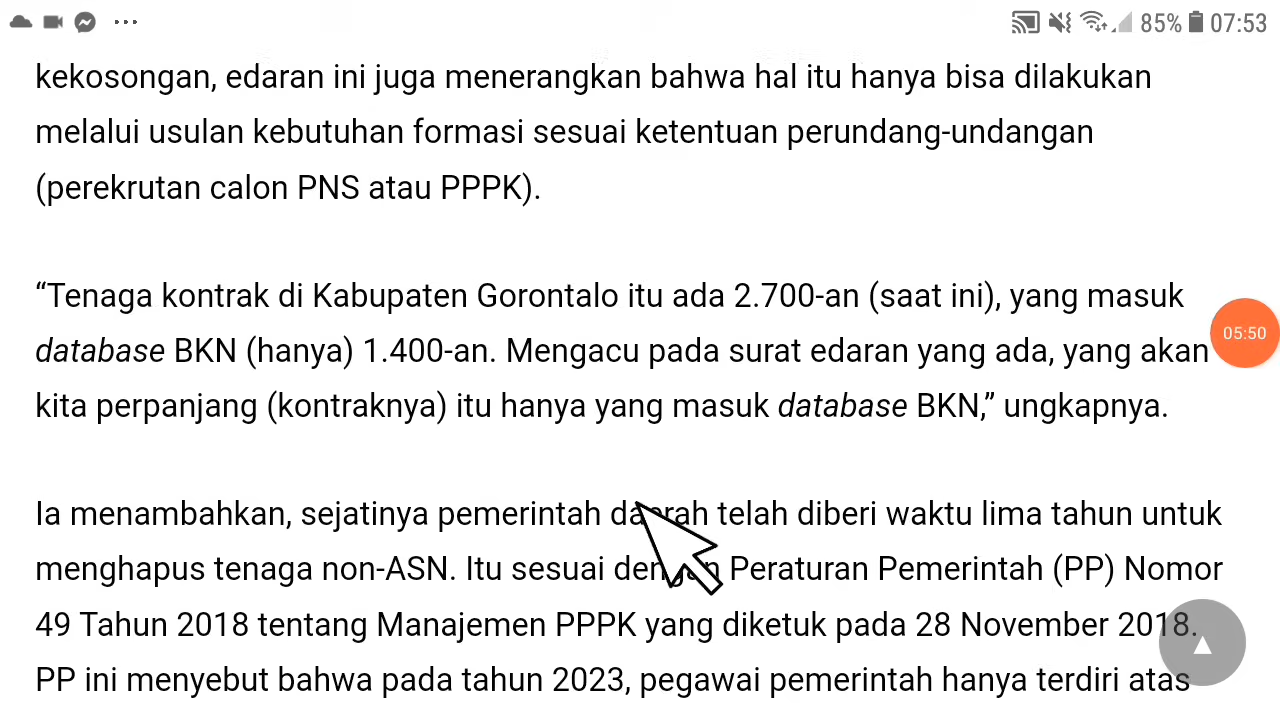 85% 07:53
kekosongan, edaran ini juga menerangkan bahwa hal itu hanya bisa dilakukan
melalui usulan kebutuhan formasi sesuai ketentuan perundang-undangan
(perekrutan calon PNS atau PPPK).
“Tenaga kontrak di Kabupaten Gorontalo itu ada 2.700-an (saat ini), yang masuk
database BKN (hanya) 1.400-an. Mengacu pada surat edaran yang ada, yang akan
05:50
kita perpanjang (kontraknya) itu hanya yang masuk database BKN,” ungkapnya.
Ia menambahkan, sejatinya pemerintah daerah telah diberi waktu lima tahun untuk
menghapus tenaga non-ASN. Itu sesuai dengan Peraturan Pemerintah (PP) Nomor
49 Tahun 2018 tentang Manajemen PPPK yang diketuk pada 28 November 2018.
PP ini menyebut bahwa pada tahun 2023, pegawai pemerintah hanya terdiri atas